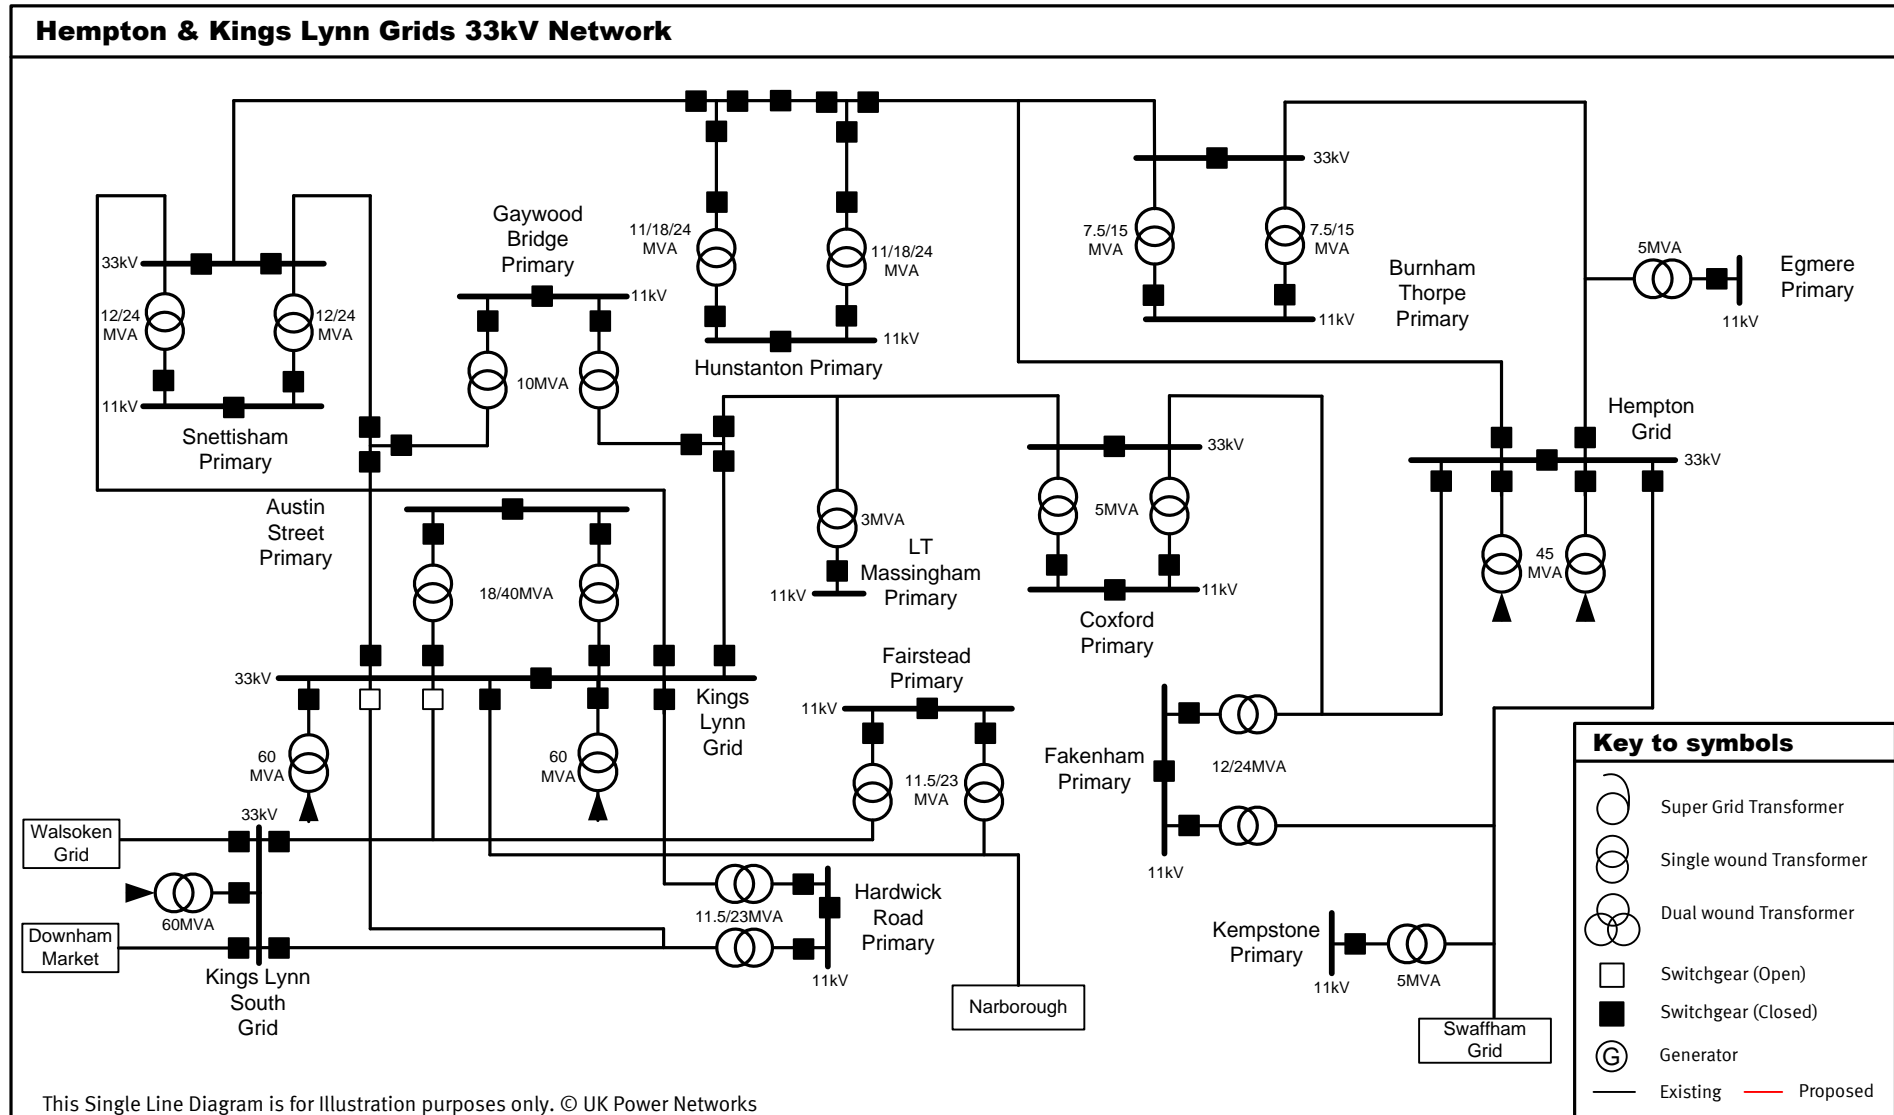 Hempton & Kings Lynn Grids 33kV Network
33kV
12/24
MVA
12/24
MVA
11kV
Snettisham
Primary
Gaywood
Bridge
Primary
11kV
10MVA
11/18/24
MVA
11/18/24
MVA
11kV
Hunstanton Primary
33kV
7.5/15
MVA
7.5/15
MVA
11kV
Burnham
Thorpe
Primary
5MVA
11kV
Egmere
Primary
Hempton
Grid
33kV
45
MVA
Austin
Street
Primary
18/40MVA
33kV
60
MVA
60
MVA
Kings
Lynn
Grid
3MVA
11kV
LT
Massingham
Primary
33kV
5MVA
11kV
Coxford
Primary
Fairstead
Primary
11kV
11.5/23
MVA
Fakenham
Primary
12/24MVA
11kV
Walsoken
Grid
33kV
60MVA
Downham
Market
Kings Lynn
South
Grid
11.5/23MVA
Hardwick
Road
Primary
11kV
Narborough
Kempstone
Primary
11kV
5MVA
Swaffham
Grid
Key to symbols
Super Grid Transformer
Single wound Transformer
Dual wound Transformer
Switchgear (Open)
Switchgear (Closed)
G
Generator
Existing
Proposed
This Single Line Diagram is for Illustration purposes only. © UK Power Networks